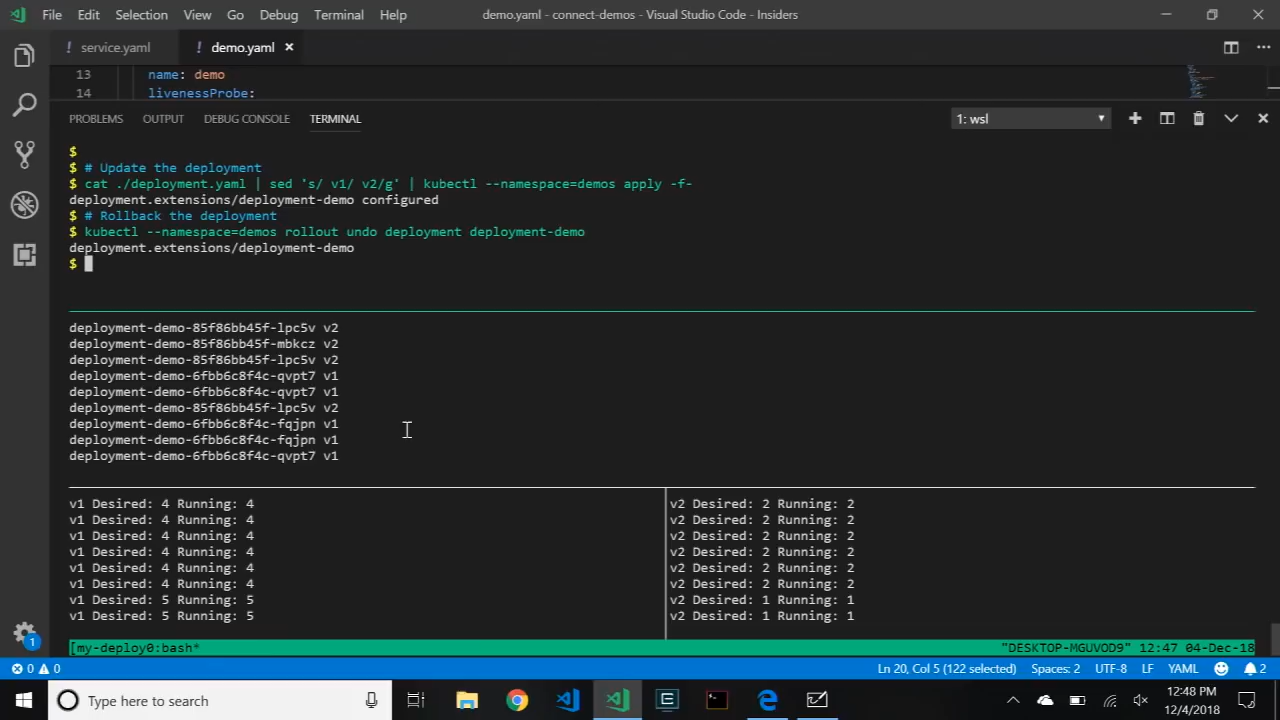 File Edit Selection View Go Debug Terminal Help
demo.yaml - connect-demos - Visual Studio Code - Insiders
! service.yaml
! demo.yaml
13 name: demo
14 livenessProbe:
PROBLEMS OUTPUT DEBUG CONSOLE TERMINAL
1: wsl
$
$ # Update the deployment
$ cat ./deployment.yaml | sed 's/ v1/ v2/g' | kubectl --namespace=demos apply -f-
deployment.extensions/deployment-demo configured
$ # Rollback the deployment
$ kubectl --namespace=demos rollout undo deployment deployment-demo
deployment.extensions/deployment-demo
$
deployment-demo-85f86bb45f-lpc5v v2
deployment-demo-85f86bb45f-mbkcz v2
deployment-demo-85f86bb45f-lpc5v v2
deployment-demo-6fbb6c8f4c-qvpt7 v1
deployment-demo-6fbb6c8f4c-qvpt7 v1
deployment-demo-85f86bb45f-lpc5v v2
deployment-demo-6fbb6c8f4c-fqjpn v1
deployment-demo-6fbb6c8f4c-fqjpn v1
deployment-demo-6fbb6c8f4c-qvpt7 v1
v1 Desired: 4 Running: 4
v1 Desired: 4 Running: 4
v1 Desired: 4 Running: 4
v1 Desired: 4 Running: 4
v1 Desired: 4 Running: 4
v1 Desired: 4 Running: 4
v1 Desired: 5 Running: 5
v1 Desired: 5 Running: 5
v2 Desired: 2 Running: 2
v2 Desired: 2 Running: 2
v2 Desired: 2 Running: 2
v2 Desired: 2 Running: 2
v2 Desired: 2 Running: 2
v2 Desired: 2 Running: 2
v2 Desired: 1 Running: 1
v2 Desired: 1 Running: 1
[my-deploy0:bash* "DESKTOP-MGUVOD9" 12:47 04-Dec-18
1
0 0
Ln 20, Col 5 (122 selected) Spaces: 2 UTF-8 LF YAML 2
Type here to search
12:48 PM
12/4/2018